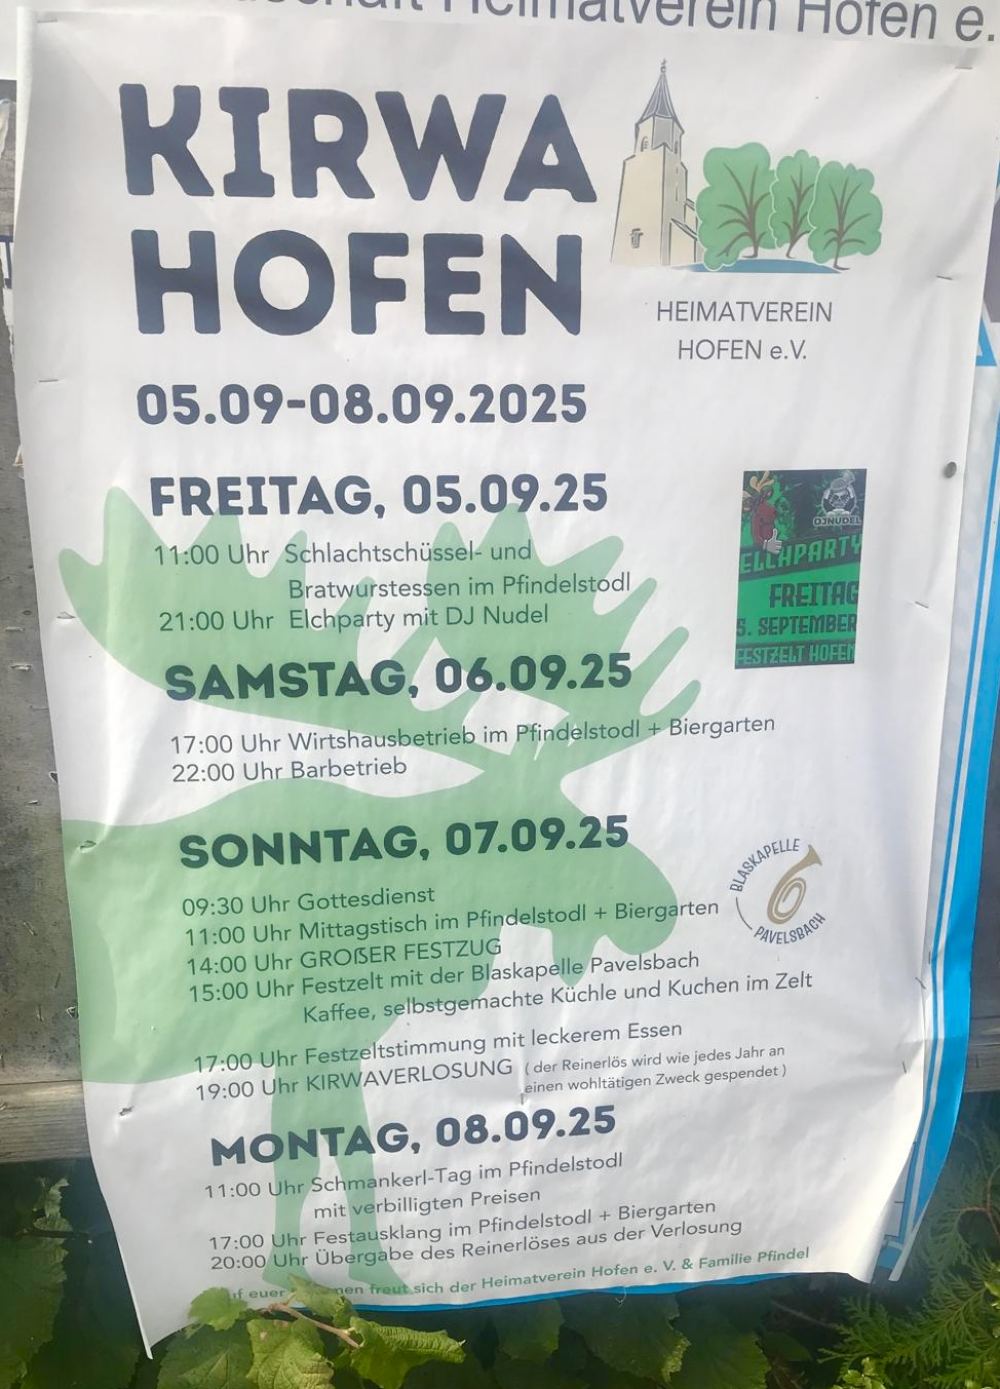 Heimatverein Hofen e.
KIRWA
HOFEN
HEIMATVEREIN
HOFEN e.V.
05.09-08.09.2025
FREITAG, 05.09.25
11:00 Uhr Schlachtschüssel- und
Bratwurstessen im Pfindelstodl
21:00 Uhr Elchparty mit DJ Nudel
DJNUDEL
ELCHPARTY
FREITAG
5. SEPTEMBER
FESTZELT HOFEN
SAMSTAG, 06.09.25
17:00 Uhr Wirtshausbetrieb im Pfindelstodl + Biergarten
22:00 Uhr Barbetrieb
SONNTAG, 07.09.25
09:30 Uhr Gottesdienst
11:00 Uhr Mittagstisch im Pfindelstodl + Biergarten
14:00 Uhr GROẞER FESTZUG
15:00 Uhr Festzelt mit der Blaskapelle Pavelsbach
Kaffee, selbstgemachte Küchle und Kuchen im Zelt
BLASKAPELLE
PAVELSBACH
17:00 Uhr Festzeltstimmung mit leckerem Essen
19:00 Uhr KIRWAVERLOSUNG ( der Reinerlös wird wie jedes Jahr an
einen wohltätigen Zweck gespendet )
MONTAG, 08.09.25
11:00 Uhr Schmankerl-Tag im Pfindelstodl
mit verbilligten Preisen
17:00 Uhr Festausklang im Pfindelstodl + Biergarten
20:00 Uhr Übergabe des Reinerlöses aus der Verlosung
euer freut sich der Heimatverein Hofen e. V. & Familie Pfindel